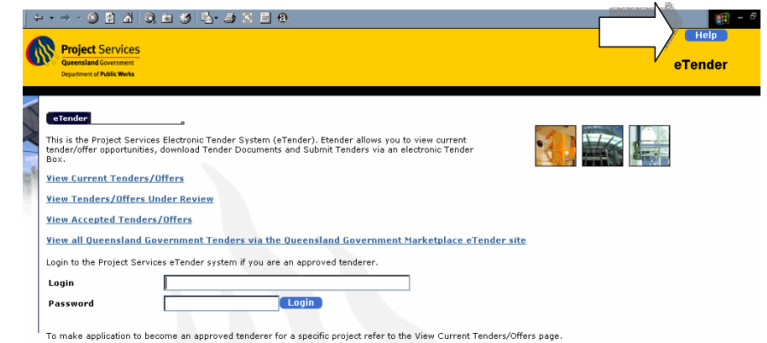 Help
Project Services
Queensland Government
Department of Public Works
eTender
eTender
This is the Project Services Electronic Tender System (eTender). Etender allows you to view current
tender/offer opportunities, download Tender Documents and Submit Tenders via an electronic Tender
Box.
View Current Tenders/Offers
View Tenders/Offers Under Review
View Accepted Tenders/Offers
View all Queensland Government Tenders via the Queensland Government Marketplace eTender site
Login to the Project Services eTender system if you are an approved tenderer.
Login
Password Login
To make application to become an approved tenderer for a specific project refer to the View Current Tenders/Offers page.